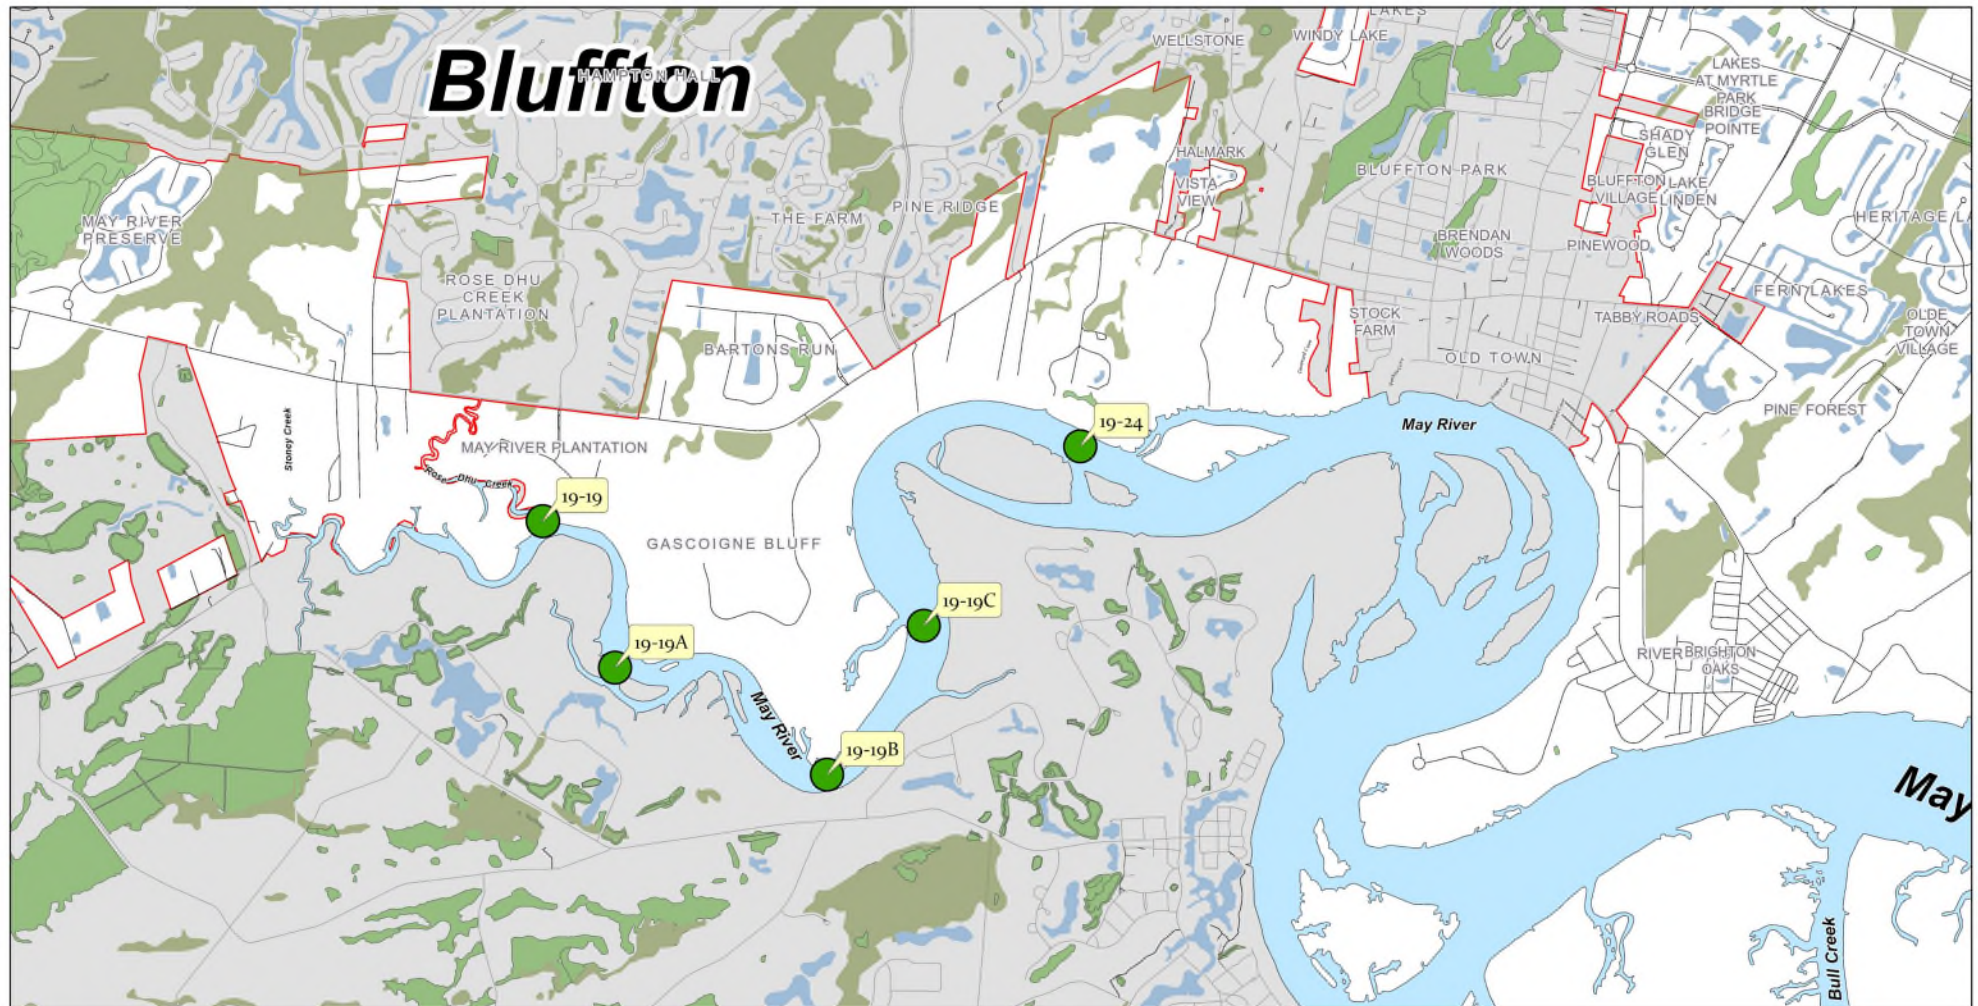 LAKES
WELLSTONE
WINDY LAKE
Bluffton
HAMPTON HALL
LAKES
AT MYRTLE
PARK
BRIDGE
POINTE
SHADY
GLEN
HALMARK
VISTA
VIEW
BLUFFTON PARK
BLUFFTON
VILLAGE
LAKE
LINDEN
MAY RIVER
PRESERVE
THE FARM
PINE RIDGE
HERITAGE LA
BRENDAN
WOODS
PINEWOOD
ROSE DHU
CREEK
PLANTATION
FERN LAKES
STOCK
FARM
TABBY ROADS
OLDE
TOWN
VILLAGE
BARTONS RUN
OLD TOWN
PINE FOREST
Stoney Creek
MAY RIVER PLANTATION
Rose Dhu Creek
19-24
May River
19-19
GASCOIGNE BLUFF
19-19C
19-19A
RIVER
BRIGHTON
OAKS
May River
19-19B
May
Bull Creek